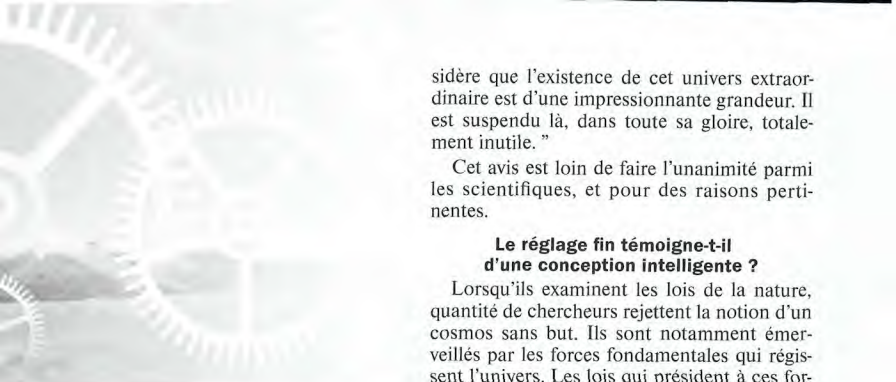 sidère que l'existence de cet univers extraor-
dinaire est d'une impressionnante grandeur. Il
est suspendu là, dans toute sa gloire, totale-
ment inutile. ”
Cet avis est loin de faire l'unanimité parmi
les scientifiques, et pour des raisons perti-
nentes.
Le réglage fin témoigne-t-il
d'une conception intelligente ?
Lorsqu'ils examinent les lois de la nature,
quantité de chercheurs rejettent la notion d'un
cosmos sans but. Ils sont notamment émer-
veillés par les forces fondamentales qui régis-
sent l'univers. Les lois qui président à ces for-